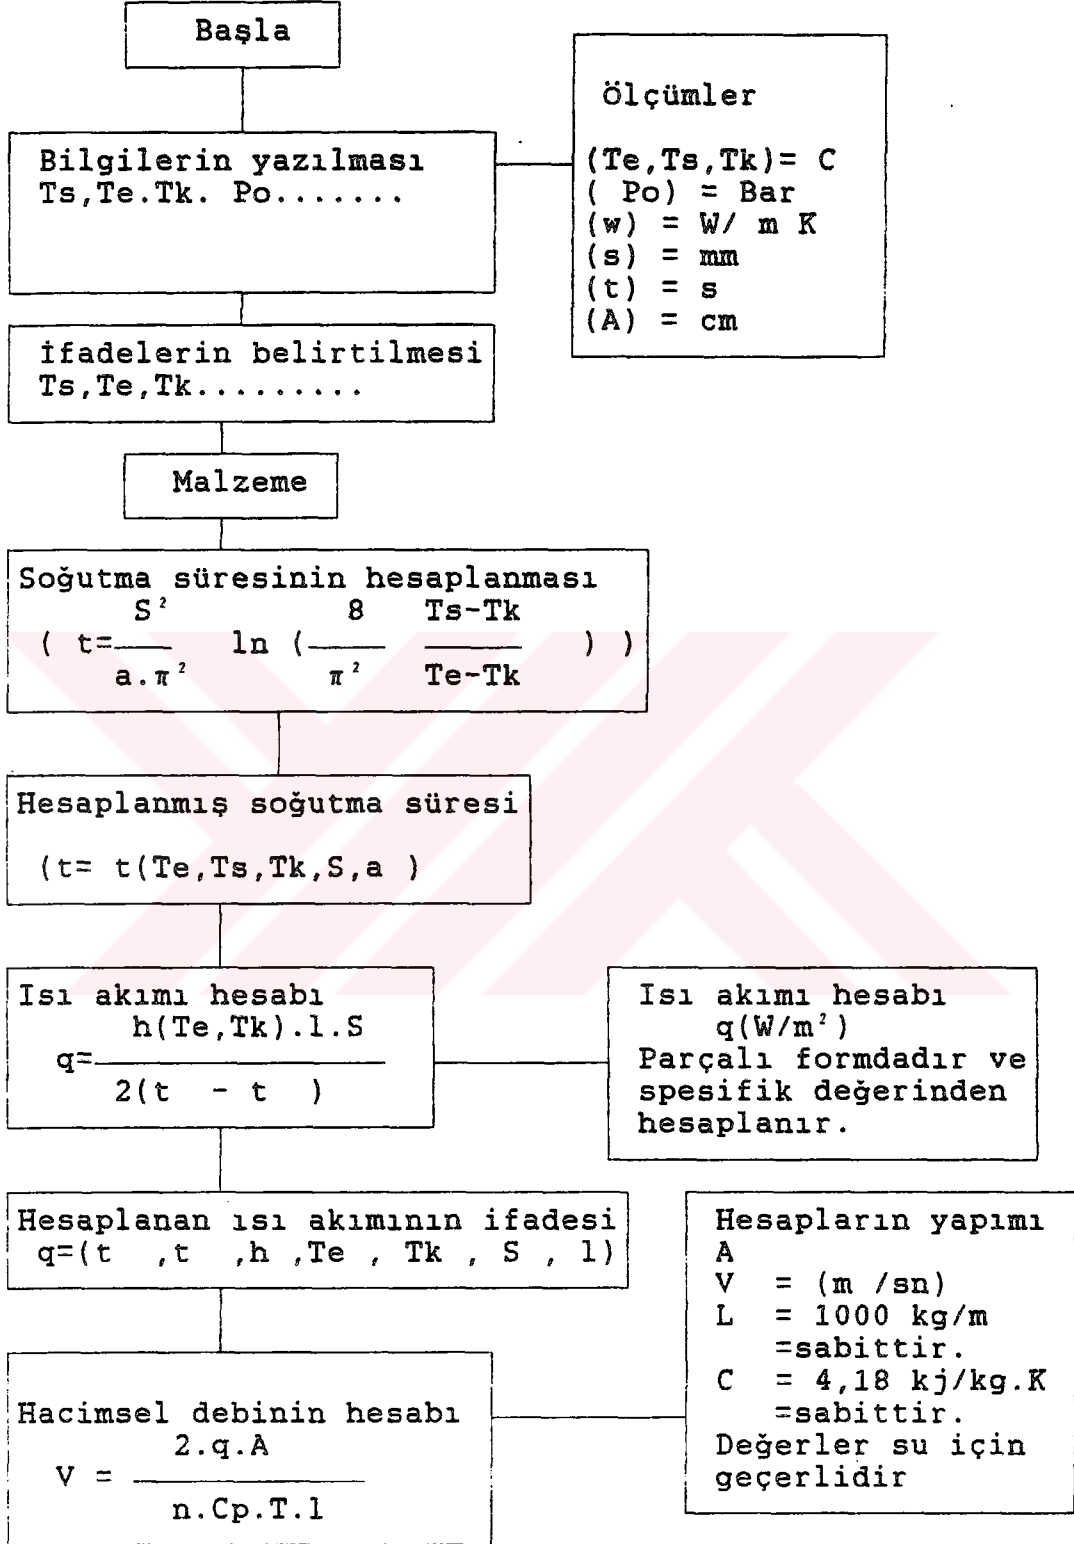 Başla
Ölçümler
(Te,Ts,Tk)= C
( Po) = Bar
(w) = W/ m K
(s) = mm
(t) = s
(A) = cm
Bilgilerin yazılması
Ts,Te.Tk. Po.......
İfadelerin belirtilmesi
Ts,Te,Tk.........
Malzeme
Soğutma süresinin hesaplanması
S² 8 Ts-Tk
( t=―― ln (―― ―― ) )
a.π² π² Te-Tk
Hesaplanmış soğutma süresi
(t= t(Te,Ts,Tk,S,a )
Isı akımı hesabı
h(Te,Tk).l.S
q=――――
2(t - t )
Isı akımı hesabı
q(W/m²)
Parçalı formdadır ve
spesifik değerinden
hesaplanır.
Hesaplanan ısı akımının ifadesi
q=(t ,t ,h ,Te , Tk , S , l)
Hesapların yapımı
A
V = (m /sn)
L = 1000 kg/m
=sabittir.
C = 4,18 kj/kg.K
=sabittir.
Değerler su için
geçerlidir
Hacimsel debinin hesabı
2.q.A
V = ――――
n.Cp.T.l